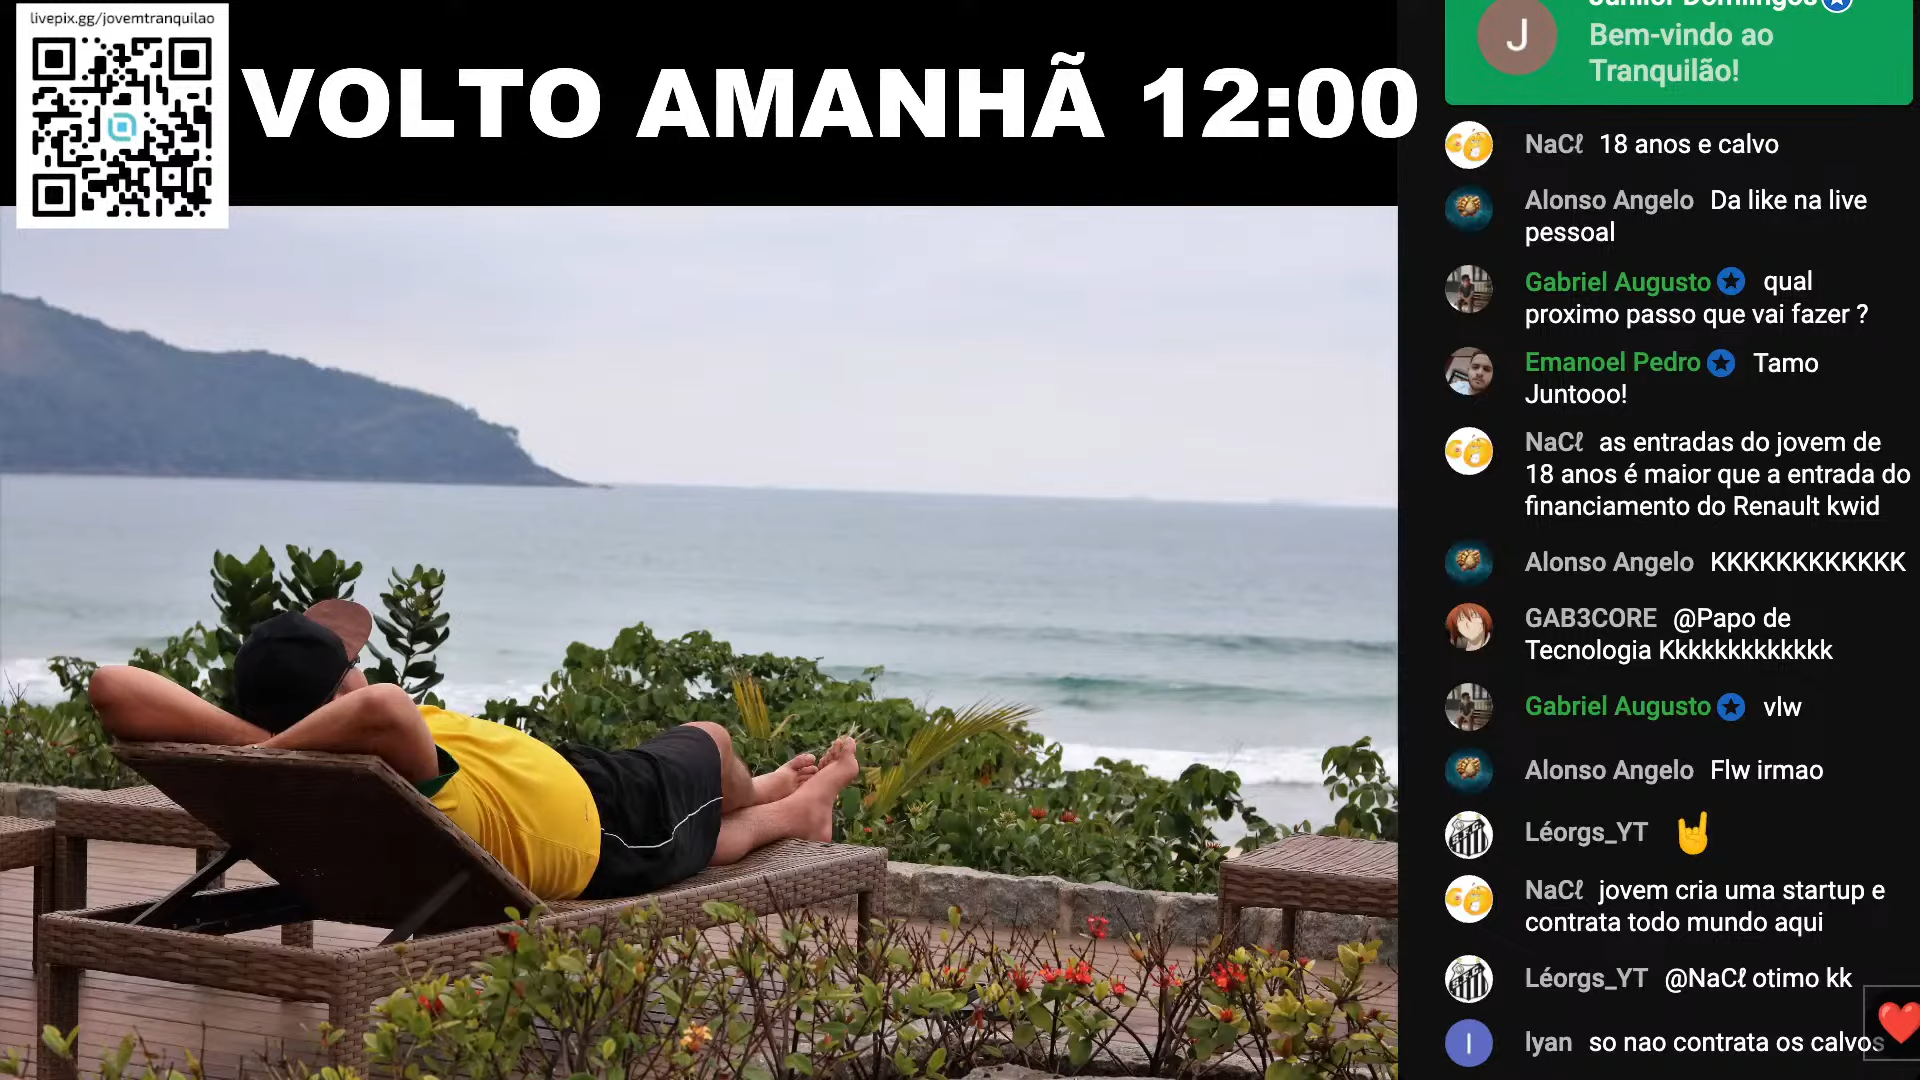 livepix.gg/jovemtranquilao
VOLTO AMANHÃ 12:00
Junior Domingos
J
Bem-vindo ao
Tranquilão!
NaCℓ 18 anos e calvo
Alonso Angelo Da like na live
pessoal
Gabriel Augusto qual
proximo passo que vai fazer ?
Emanoel Pedro Tamo
Juntooo!
NaCℓ as entradas do jovem de
18 anos é maior que a entrada do
financiamento do Renault kwid
Alonso Angelo KKKKKKKKKKKK
GAB3CORE @Papo de
Tecnologia Kkkkkkkkkkkkk
Gabriel Augusto vlw
Alonso Angelo Flw irmao
Léorgs_YT 🤘
NaCℓ jovem cria uma startup e
contrata todo mundo aqui
Léorgs_YT @NaCℓ otimo kk
I
Iyan so nao contrata os calvos